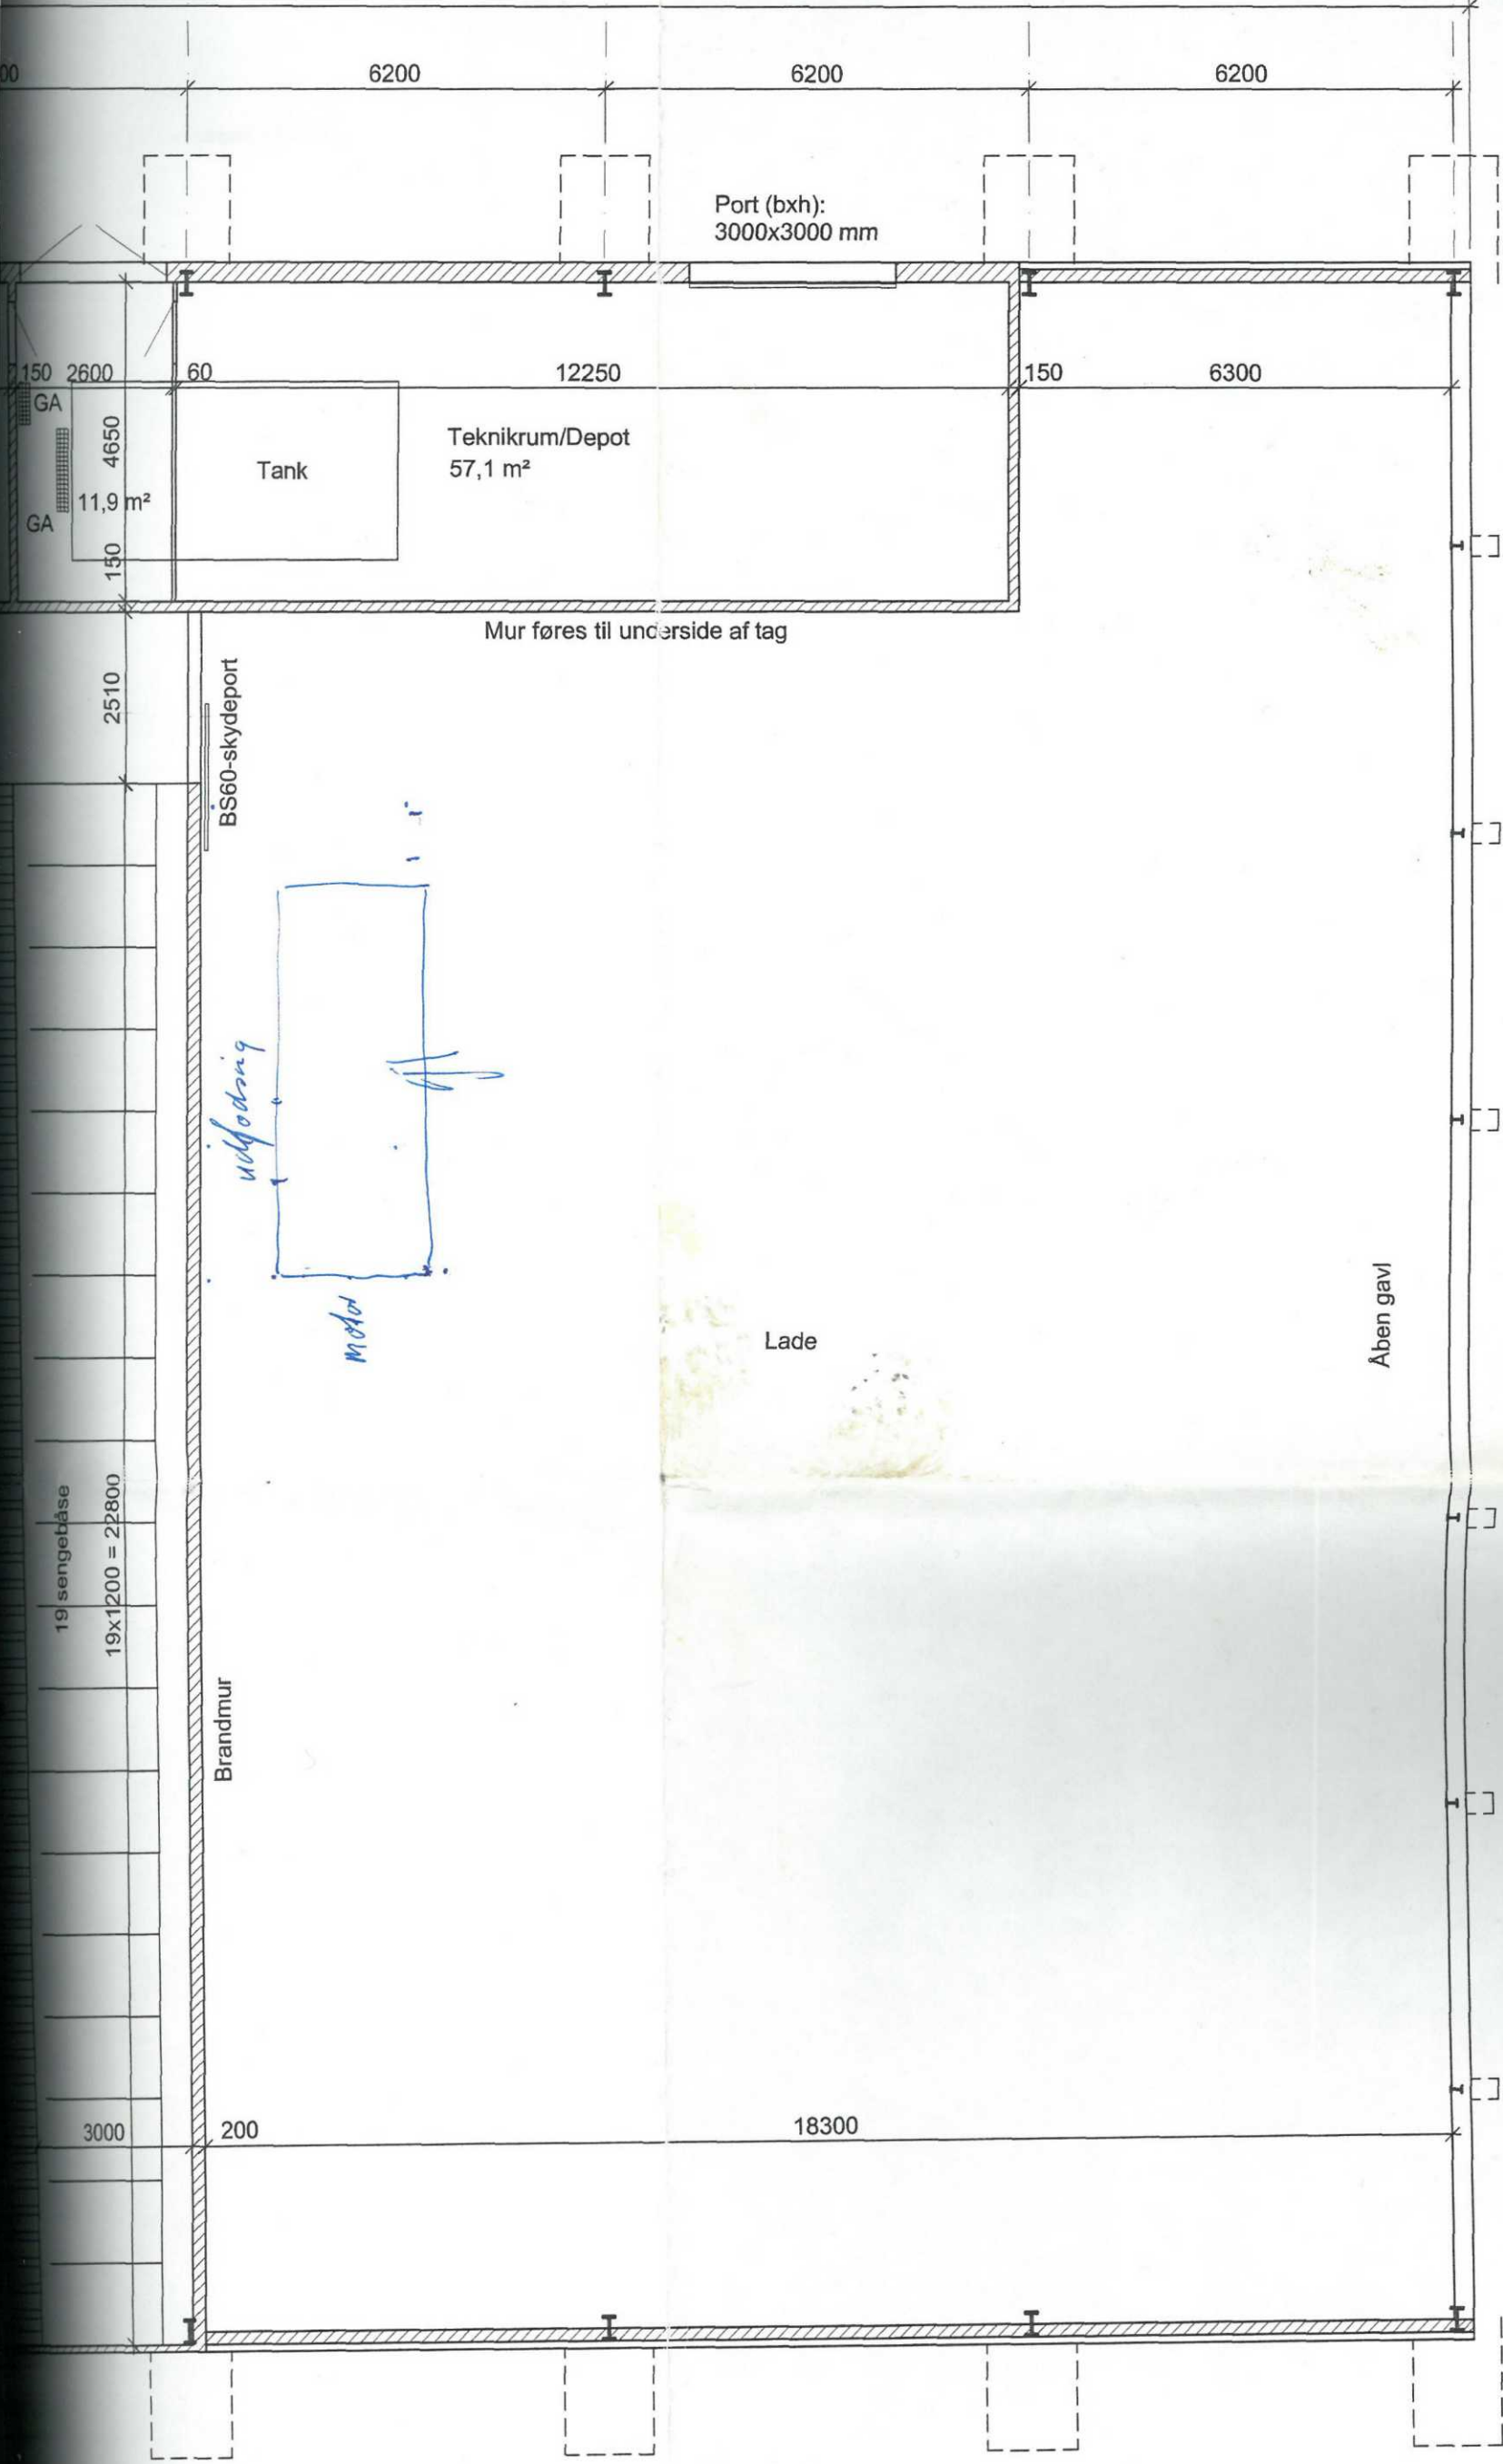 00
6200
6200
6200
Port (bxh):
3000x3000 mm
150
2600
60
12250
150
6300
GA
4650
Teknikrum/Depot
57,1 m²
Tank
11,9 m²
GA
150
Mur føres til underside af tag
2510
BS60-skydeport
udfodring
motor
Lade
Åben gavl
19 sengebåse
19x1200 = 22800
Brandmur
3000
200
18300